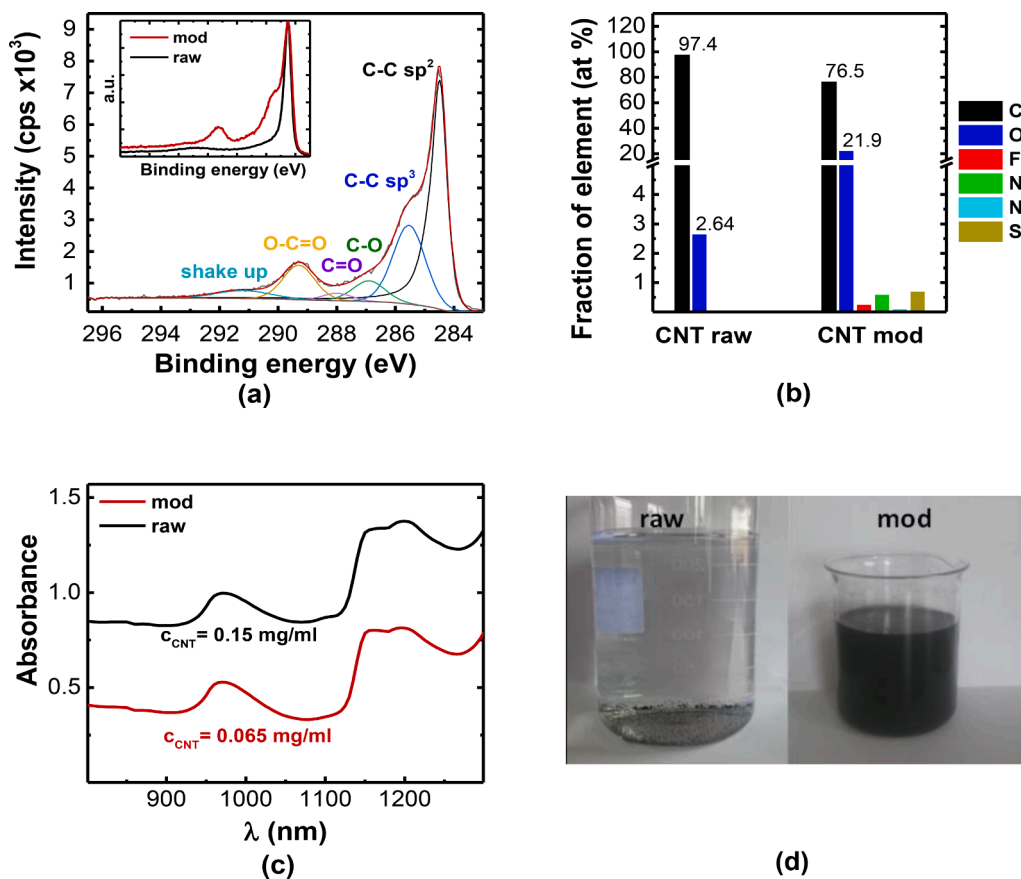 9
8
7
6
5
4
3
2
1
Intensity (cps x10³)
mod
raw
a.u.
Binding energy (eV)
C-C sp²
C-C sp³
O-C=O
C-O
C=O
shake up
296 294 292 290 288 286 284
Binding energy (eV)
(a)
120
100
80
60
40
20
4
3
2
1
Fraction of element (at %)
97.4
2.64
76.5
21.9
CNT raw CNT mod
C
O
F
N
N
S
(b)
1.5
1.0
0.5
Absorbance
mod
raw
cCNT= 0.15 mg/ml
cCNT= 0.065 mg/ml
900 1000 1100 1200
λ (nm)
(c)
raw
mod
(d)